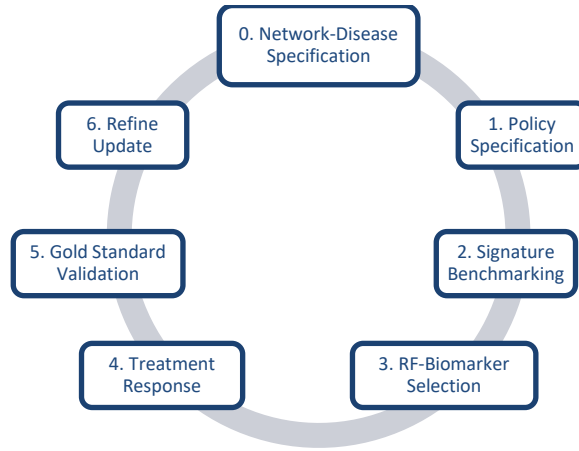 0. Network-Disease
Specification
1. Policy
Specification
2. Signature
Benchmarking
3. RF-Biomarker
Selection
4. Treatment
Response
5. Gold Standard
Validation
6. Refine
Update